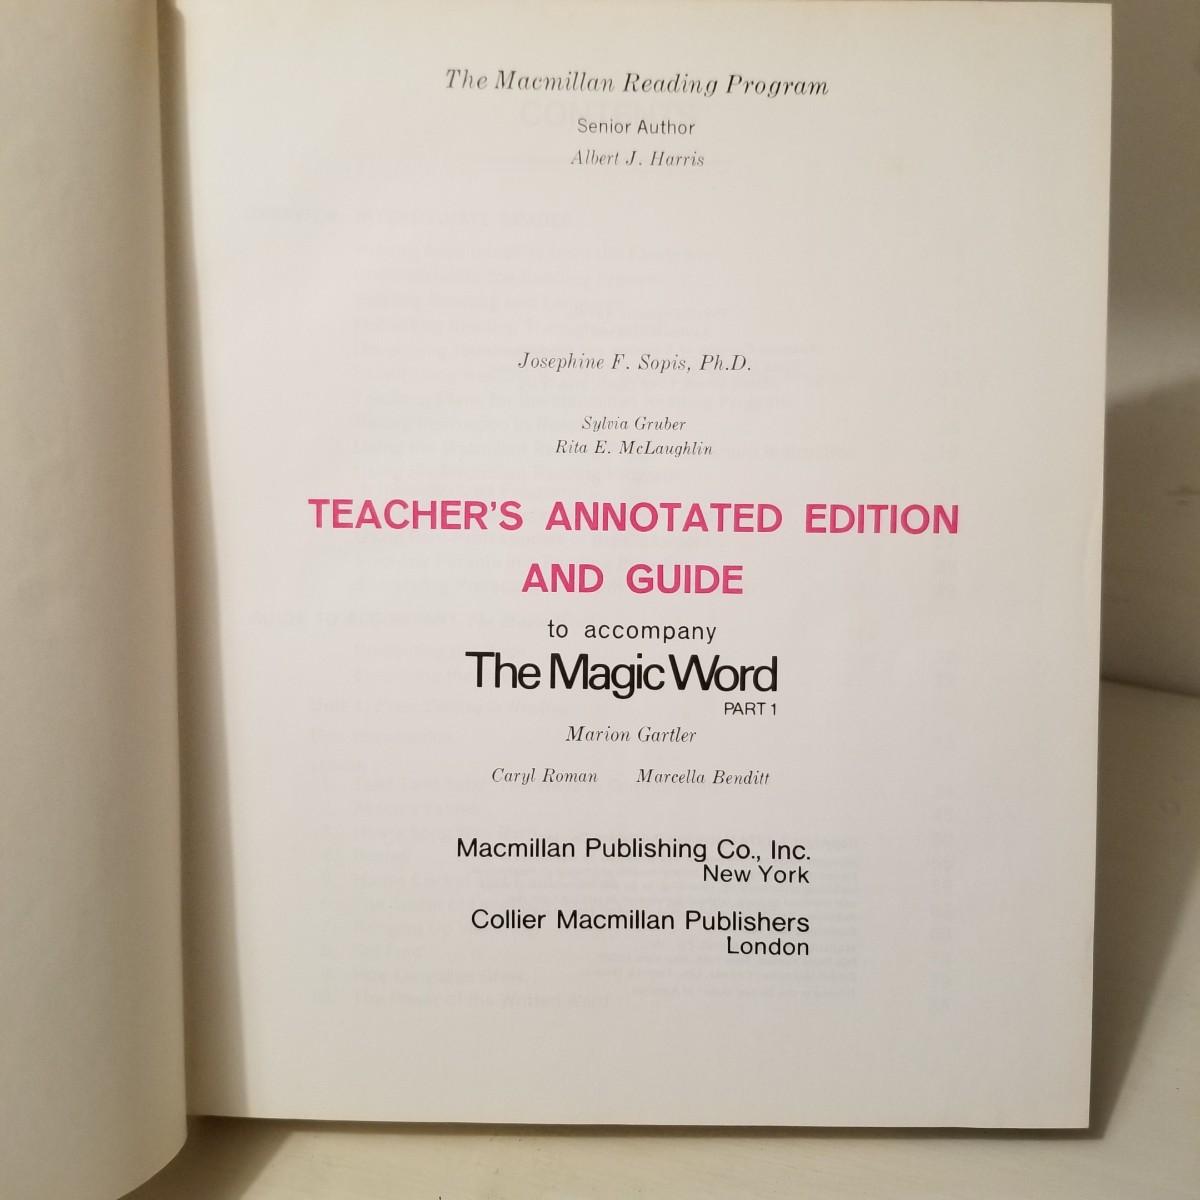 The Macmillan Reading Program
Senior Author
Albert J. Harris
Josephine F. Sopis, Ph.D.
Sylvia Gruber
Rita E. McLaughlin
TEACHER'S ANNOTATED EDITION
AND GUIDE
to accompany
The Magic Word
PART 1
Marion Gartler
Caryl Roman Marcella Benditt
Macmillan Publishing Co., Inc.
New York
Collier Macmillan Publishers
London